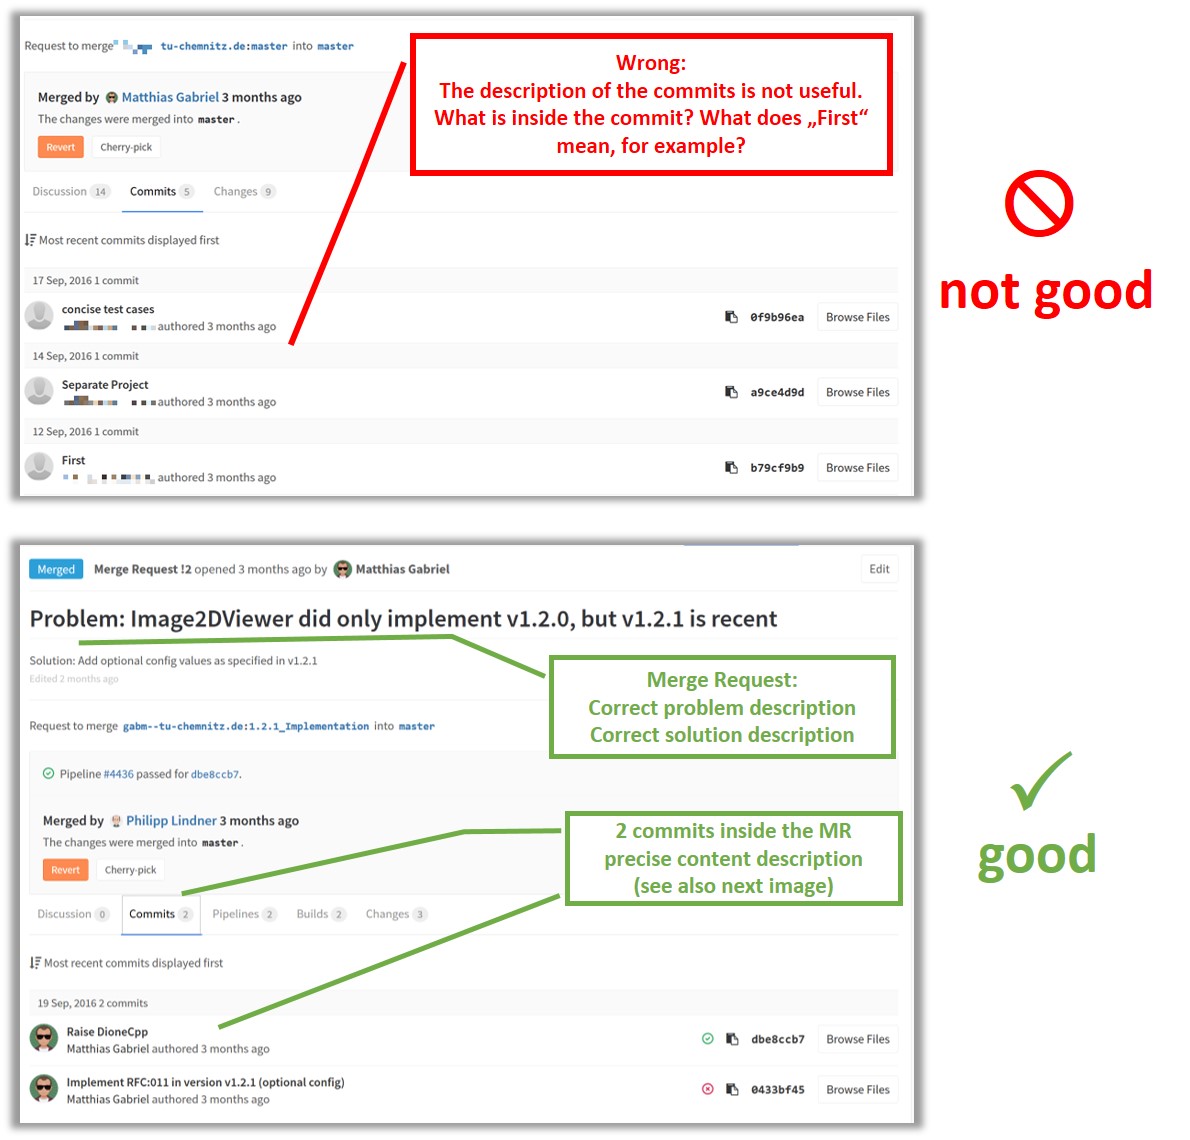 Request to merge tu-chemnitz.de:master into master
Wrong:
The description of the commits is not useful.
What is inside the commit? What does „First“
mean, for example?
Merged by Matthias Gabriel 3 months ago
The changes were merged into master.
Revert Cherry-pick
Discussion 14 Commits 5 Changes 9
Most recent commits displayed first
17 Sep, 2016 1 commit
concise test cases
authored 3 months ago
0f9b96ea Browse Files
14 Sep, 2016 1 commit
Separate Project
authored 3 months ago
a9ce4d9d Browse Files
12 Sep, 2016 1 commit
First
authored 3 months ago
b79cf9b9 Browse Files
not good
Merged Merge Request !2 opened 3 months ago by Matthias Gabriel Edit
Problem: Image2DViewer did only implement v1.2.0, but v1.2.1 is recent
Solution: Add optional config values as specified in v1.2.1
Edited 2 months ago
Merge Request:
Correct problem description
Correct solution description
Request to merge gabm--tu-chemnitz.de:1.2.1_Implementation into master
Pipeline #4436 passed for dbe8ccb7.
Merged by Philipp Lindner 3 months ago
The changes were merged into master.
Revert Cherry-pick
2 commits inside the MR
precise content description
(see also next image)
Discussion 0 Commits 2 Pipelines 2 Builds 2 Changes 3
Most recent commits displayed first
19 Sep, 2016 2 commits
Raise DioneCpp
Matthias Gabriel authored 3 months ago
dbe8ccb7 Browse Files
Implement RFC:011 in version v1.2.1 (optional config)
Matthias Gabriel authored 3 months ago
0433bf45 Browse Files
good